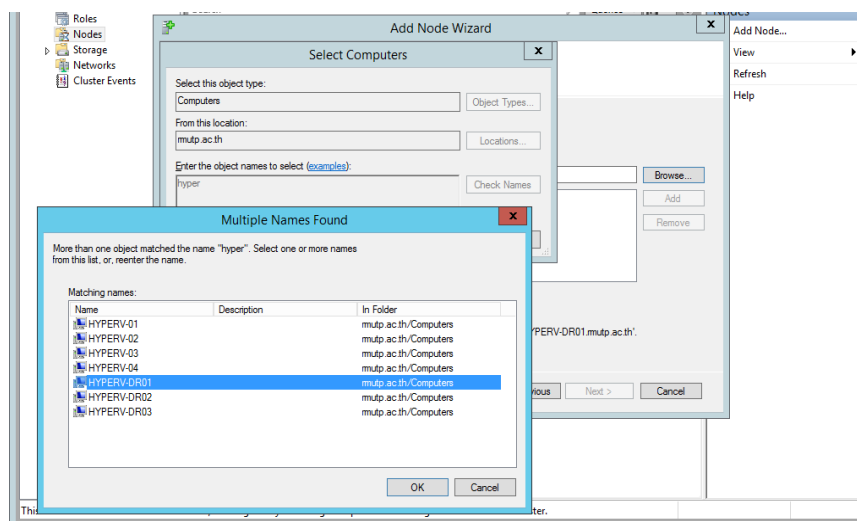 Roles
Nodes
Storage
Networks
Cluster Events
Add Node Wizard
X
Add Node...
View
Refresh
Help
Select Computers
X
Select this object type:
Computers
Object Types...
From this location:
rmutp.ac.th
Locations...
Enter the object names to select (examples):
hyper
Check Names
Browse...
Add
Remove
Multiple Names Found
X
More than one object matched the name "hyper". Select one or more names
from this list, or, reenter the name.
Matching names:
Name Description In Folder
HYPERV-01 rmutp.ac.th/Computers
HYPERV-02 rmutp.ac.th/Computers
HYPERV-03 rmutp.ac.th/Computers
HYPERV-04 rmutp.ac.th/Computers
HYPERV-DR01 rmutp.ac.th/Computers
HYPERV-DR02 rmutp.ac.th/Computers
HYPERV-DR03 rmutp.ac.th/Computers
OK Cancel
YPERV-DR01.rmutp.ac.th'.
vious
Next >
Cancel